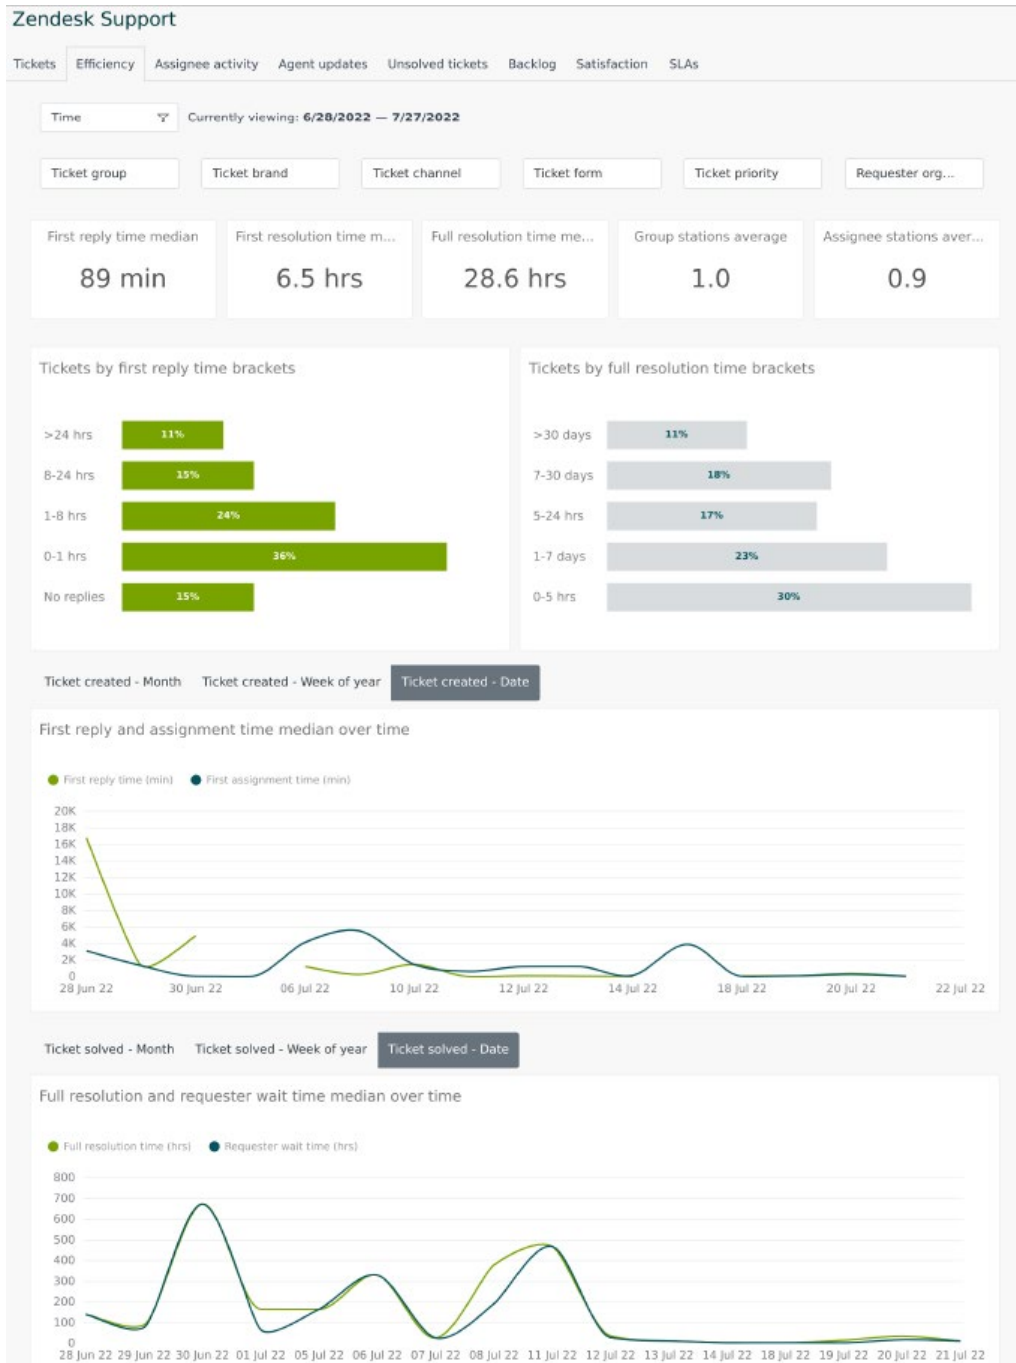 Zendesk Support
Tickets Efficiency Assignee activity Agent updates Unsolved tickets Backlog Satisfaction SLAs
Time Currently viewing: 6/28/2022 — 7/27/2022
Ticket group Ticket brand Ticket channel Ticket form Ticket priority Requester org...
First reply time median First resolution time m... Full resolution time me... Group stations average Assignee stations aver...
89 min 6.5 hrs 28.6 hrs 1.0 0.9
Tickets by first reply time brackets
>24 hrs 11%
8-24 hrs 15%
1-8 hrs 24%
0-1 hrs 36%
No replies 15%
Tickets by full resolution time brackets
>30 days 11%
7-30 days 18%
5-24 hrs 17%
1-7 days 23%
0-5 hrs 30%
Ticket created - Month Ticket created - Week of year Ticket created - Date
First reply and assignment time median over time
First reply time (min) First assignment time (min)
20K
18K
16K
14K
12K
10K
8K
6K
4K
2K
0
28 Jun 22 30 Jun 22 06 Jul 22 10 Jul 22 12 Jul 22 14 Jul 22 18 Jul 22 20 Jul 22 22 Jul 22
Ticket solved - Month Ticket solved - Week of year Ticket solved - Date
Full resolution and requester wait time median over time
Full resolution time (hrs) Requester wait time (hrs)
800
700
600
500
400
300
200
100
0
28 Jun 22 29 Jun 22 30 Jun 22 01 Jul 22 05 Jul 22 06 Jul 22 07 Jul 22 08 Jul 22 11 Jul 22 12 Jul 22 13 Jul 22 14 Jul 22 18 Jul 22 19 Jul 22 20 Jul 22 21 Jul 22